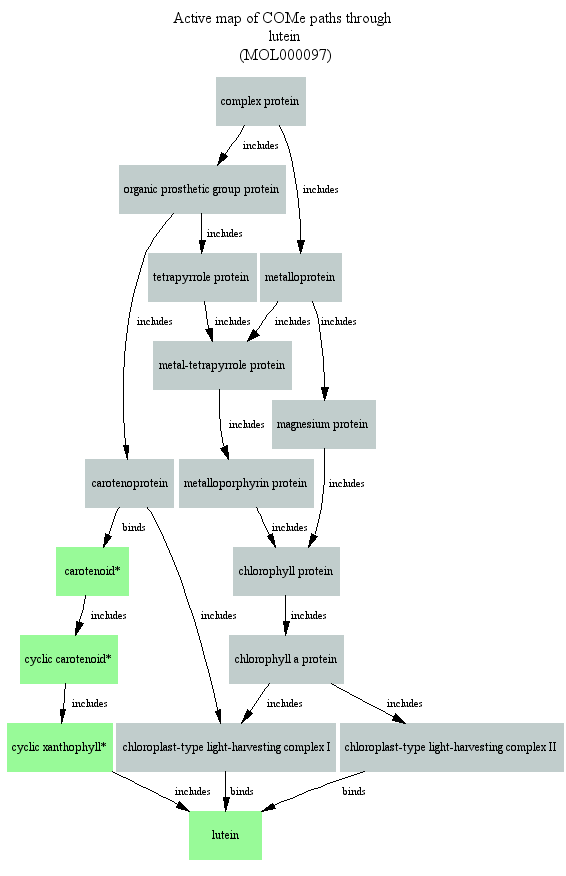 Active map of COMe paths through
lutein
(MOL000097)
complex protein
includes
organic prosthetic group protein
includes
includes
tetrapyrrole protein
metalloprotein
includes
includes
includes
includes
metal-tetrapyrrole protein
magnesium protein
includes
carotenoprotein
metalloporphyrin protein
includes
binds
includes
carotenoid*
chlorophyll protein
includes
includes
includes
cyclic carotenoid*
chlorophyll a protein
includes
includes
includes
cyclic xanthophyll*
chloroplast-type light-harvesting complex I
chloroplast-type light-harvesting complex II
includes
binds
binds
lutein